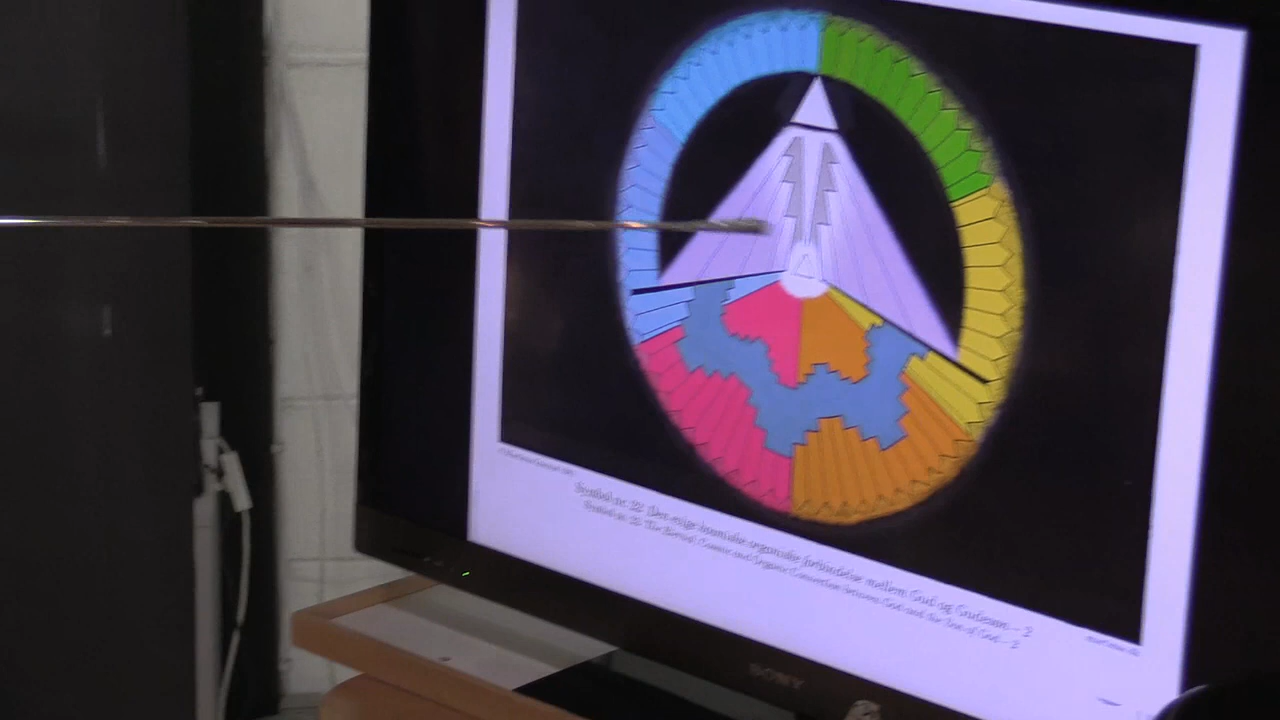 Symbol nr. 22 Den evige kosmiske organiske forbindelse mellem Gud og Gudesøn - 2
Symbol no. 22 The Eternal, Cosmic and Organic Connection between God and the Son of God - 2
SONY